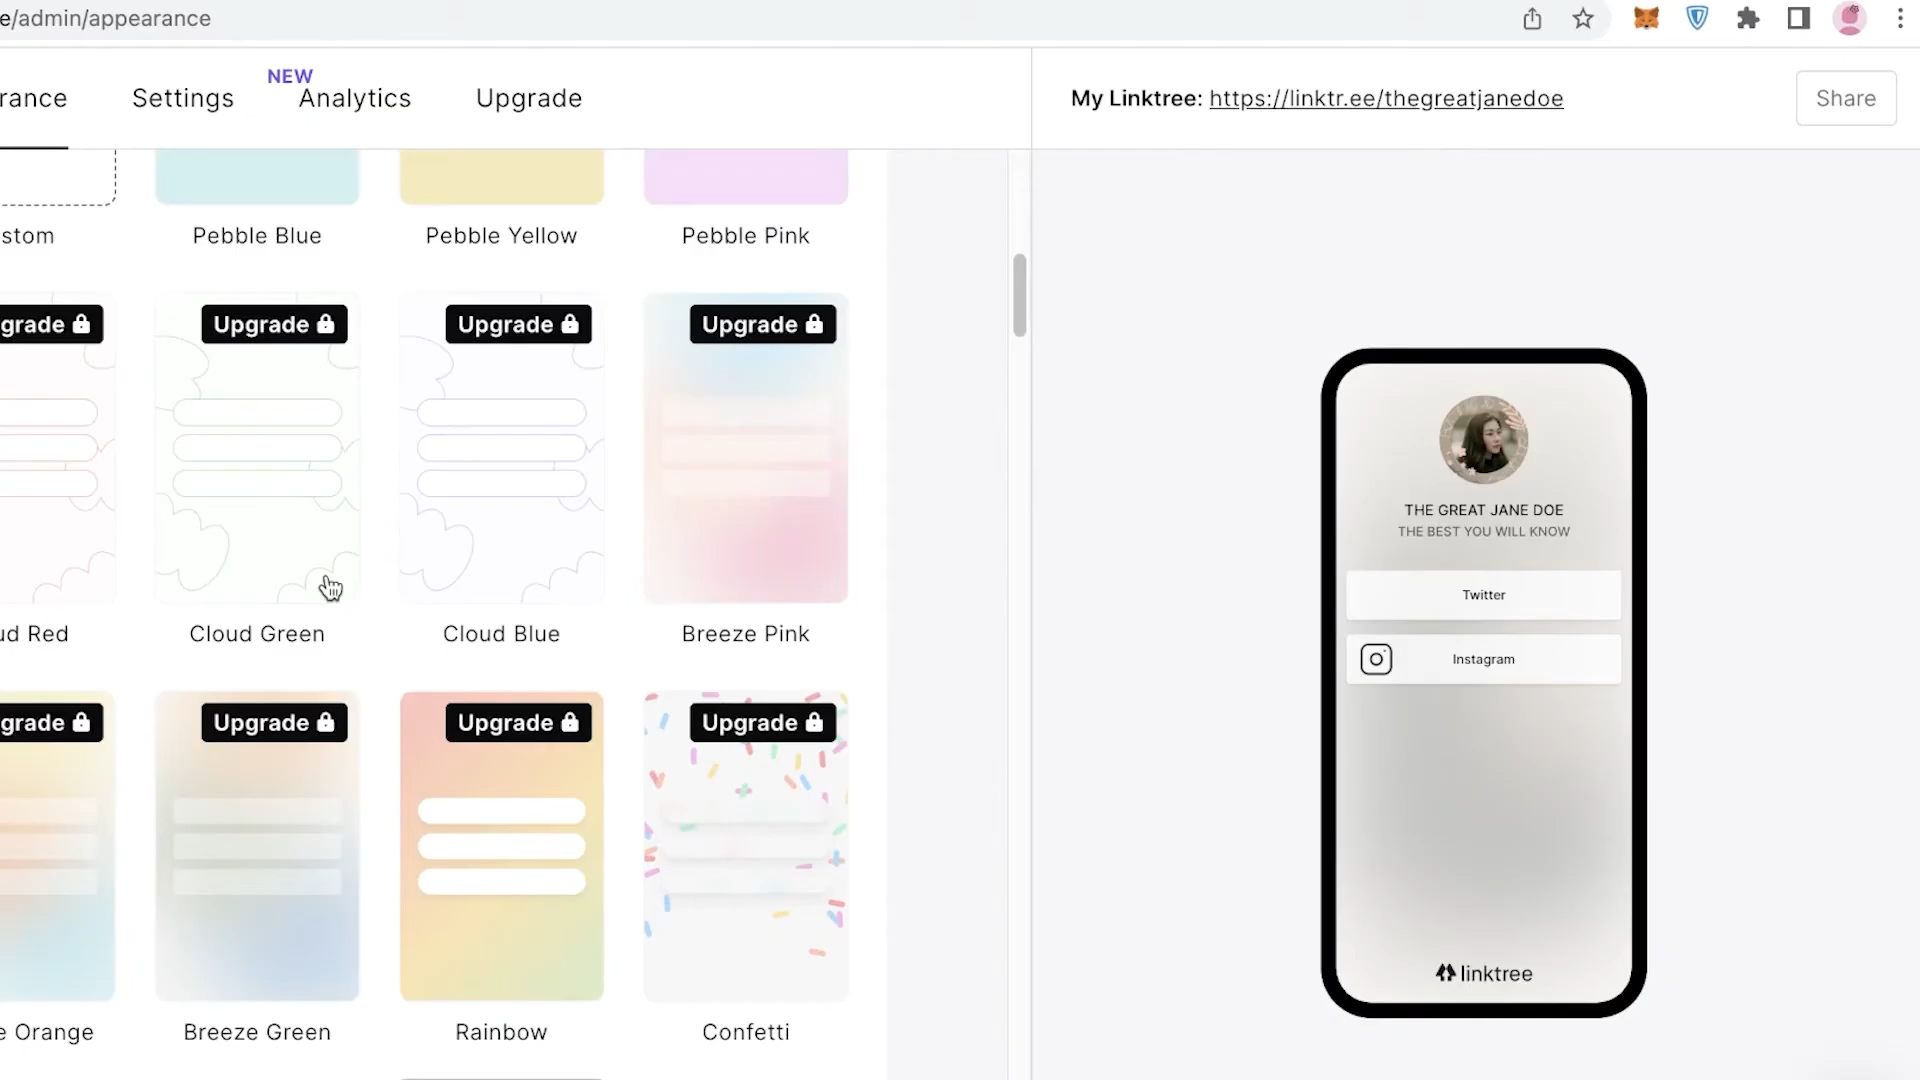 e/admin/appearance
rance
Settings
NEW
Analytics
Upgrade
My Linktree: https://linktr.ee/thegreatjanedoe
Share
stom
Pebble Blue
Pebble Yellow
Pebble Pink
grade
Upgrade
Upgrade
Upgrade
ud Red
Cloud Green
Cloud Blue
Breeze Pink
grade
Upgrade
Upgrade
Upgrade
e Orange
Breeze Green
Rainbow
Confetti
THE GREAT JANE DOE
THE BEST YOU WILL KNOW
Twitter
Instagram
linktree